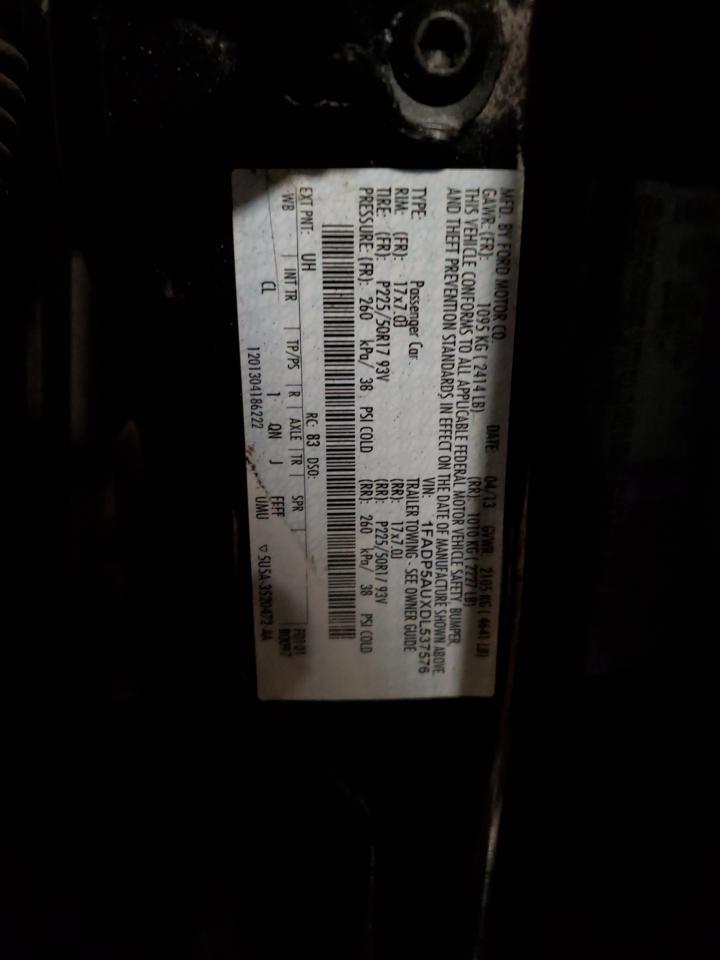 MFD. BY FORD MOTOR CO.
DATE: 04/13 GVWR: 2105 KG ( 4641 LB)
GAWR: (FR): 1095 KG ( 2414 LB) (RR): 1010 KG ( 2227 LB)
THIS VEHICLE CONFORMS TO ALL APPLICABLE FEDERAL MOTOR VEHICLE SAFETY, BUMPER,
AND THEFT PREVENTION STANDARDS IN EFFECT ON THE DATE OF MANUFACTURE SHOWN ABOVE.
VIN: 1FADP5AUXDL537576
TYPE: Passenger Car TRAILER TOWING - SEE OWNER GUIDE
RIM: (FR): 17x7.0J (RR): 17x7.0J
TIRE: (FR): P225/50R17 93V (RR): P225/50R17 93V
PRESSURE: (FR): 260 kPa/ 38 PSI COLD (RR): 260 kPa/ 38 PSI COLD
EXT PNT: UH RC: 83 DSO: F0101
WB INT TR TP/PS R AXLE TR SPR R0097
CL 1 QN J FFFF
1201304186222 UMU ▽ 5U5A-3520472-AA